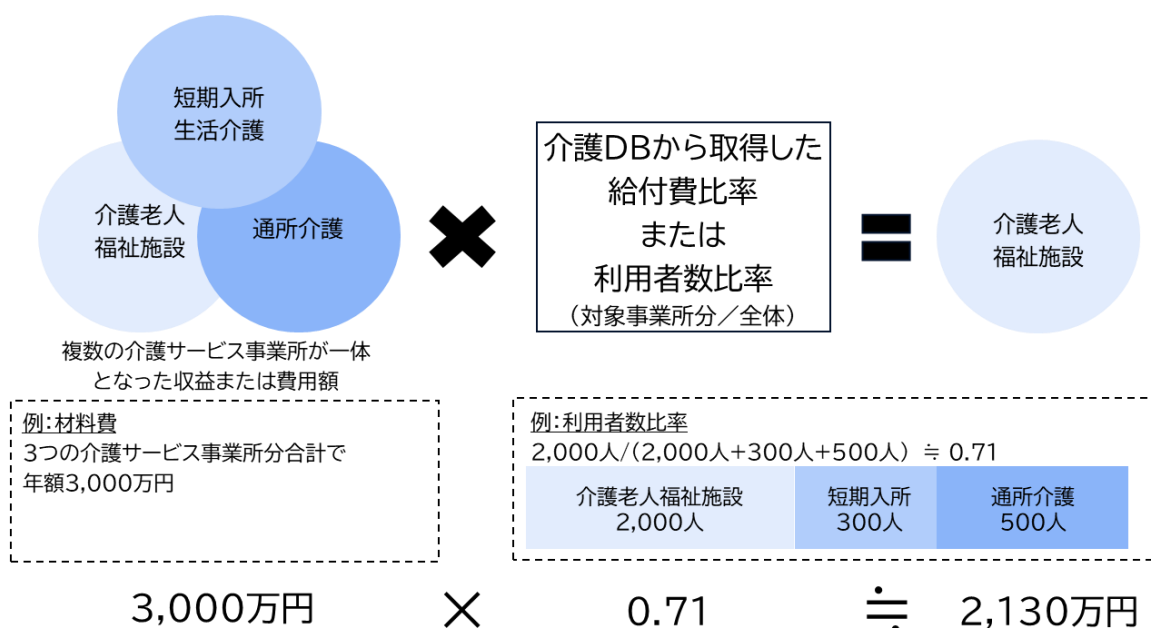 短期入所
生活介護
介護老人
福祉施設
通所介護
複数の介護サービス事業所が一体
となった収益または費用額
介護DBから取得した
給付費比率
または
利用者数比率
（対象事業所分／全体）
介護老人
福祉施設
例：材料費
3つの介護サービス事業所分合計で
年額3,000万円
例：利用者数比率
2,000人/(2,000人+300人+500人) ≒ 0.71
介護老人福祉施設
2,000人
短期入所
300人
通所介護
500人
3,000万円 × 0.71 ≒ 2,130万円